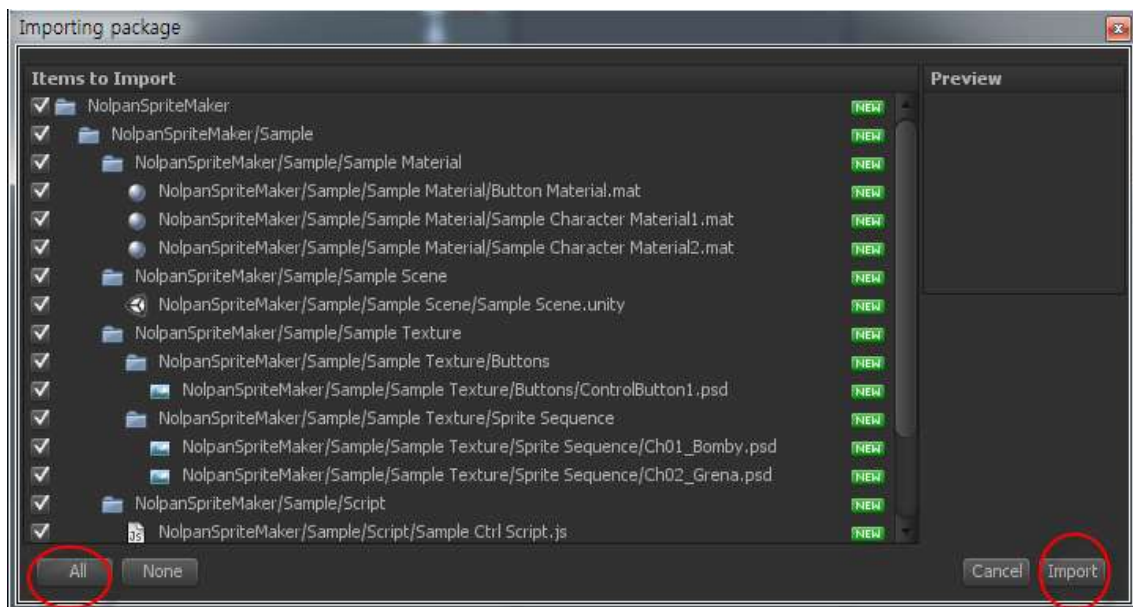 Importing package
Items to Import
Preview
NolpanSpriteMaker NEW
NolpanSpriteMaker/Sample NEW
NolpanSpriteMaker/Sample/Sample Material NEW
NolpanSpriteMaker/Sample/Sample Material/Button Material.mat NEW
NolpanSpriteMaker/Sample/Sample Material/Sample Character Material1.mat NEW
NolpanSpriteMaker/Sample/Sample Material/Sample Character Material2.mat NEW
NolpanSpriteMaker/Sample/Sample Scene NEW
NolpanSpriteMaker/Sample/Sample Scene/Sample Scene.unity NEW
NolpanSpriteMaker/Sample/Sample Texture NEW
NolpanSpriteMaker/Sample/Sample Texture/Buttons NEW
NolpanSpriteMaker/Sample/Sample Texture/Buttons/ControlButton1.psd NEW
NolpanSpriteMaker/Sample/Sample Texture/Sprite Sequence NEW
NolpanSpriteMaker/Sample/Sample Texture/Sprite Sequence/Ch01_Bomby.psd NEW
NolpanSpriteMaker/Sample/Sample Texture/Sprite Sequence/Ch02_Grena.psd NEW
NolpanSpriteMaker/Sample/Script NEW
JS NolpanSpriteMaker/Sample/Script/Sample Ctrl Script.js NEW
All None Cancel Import